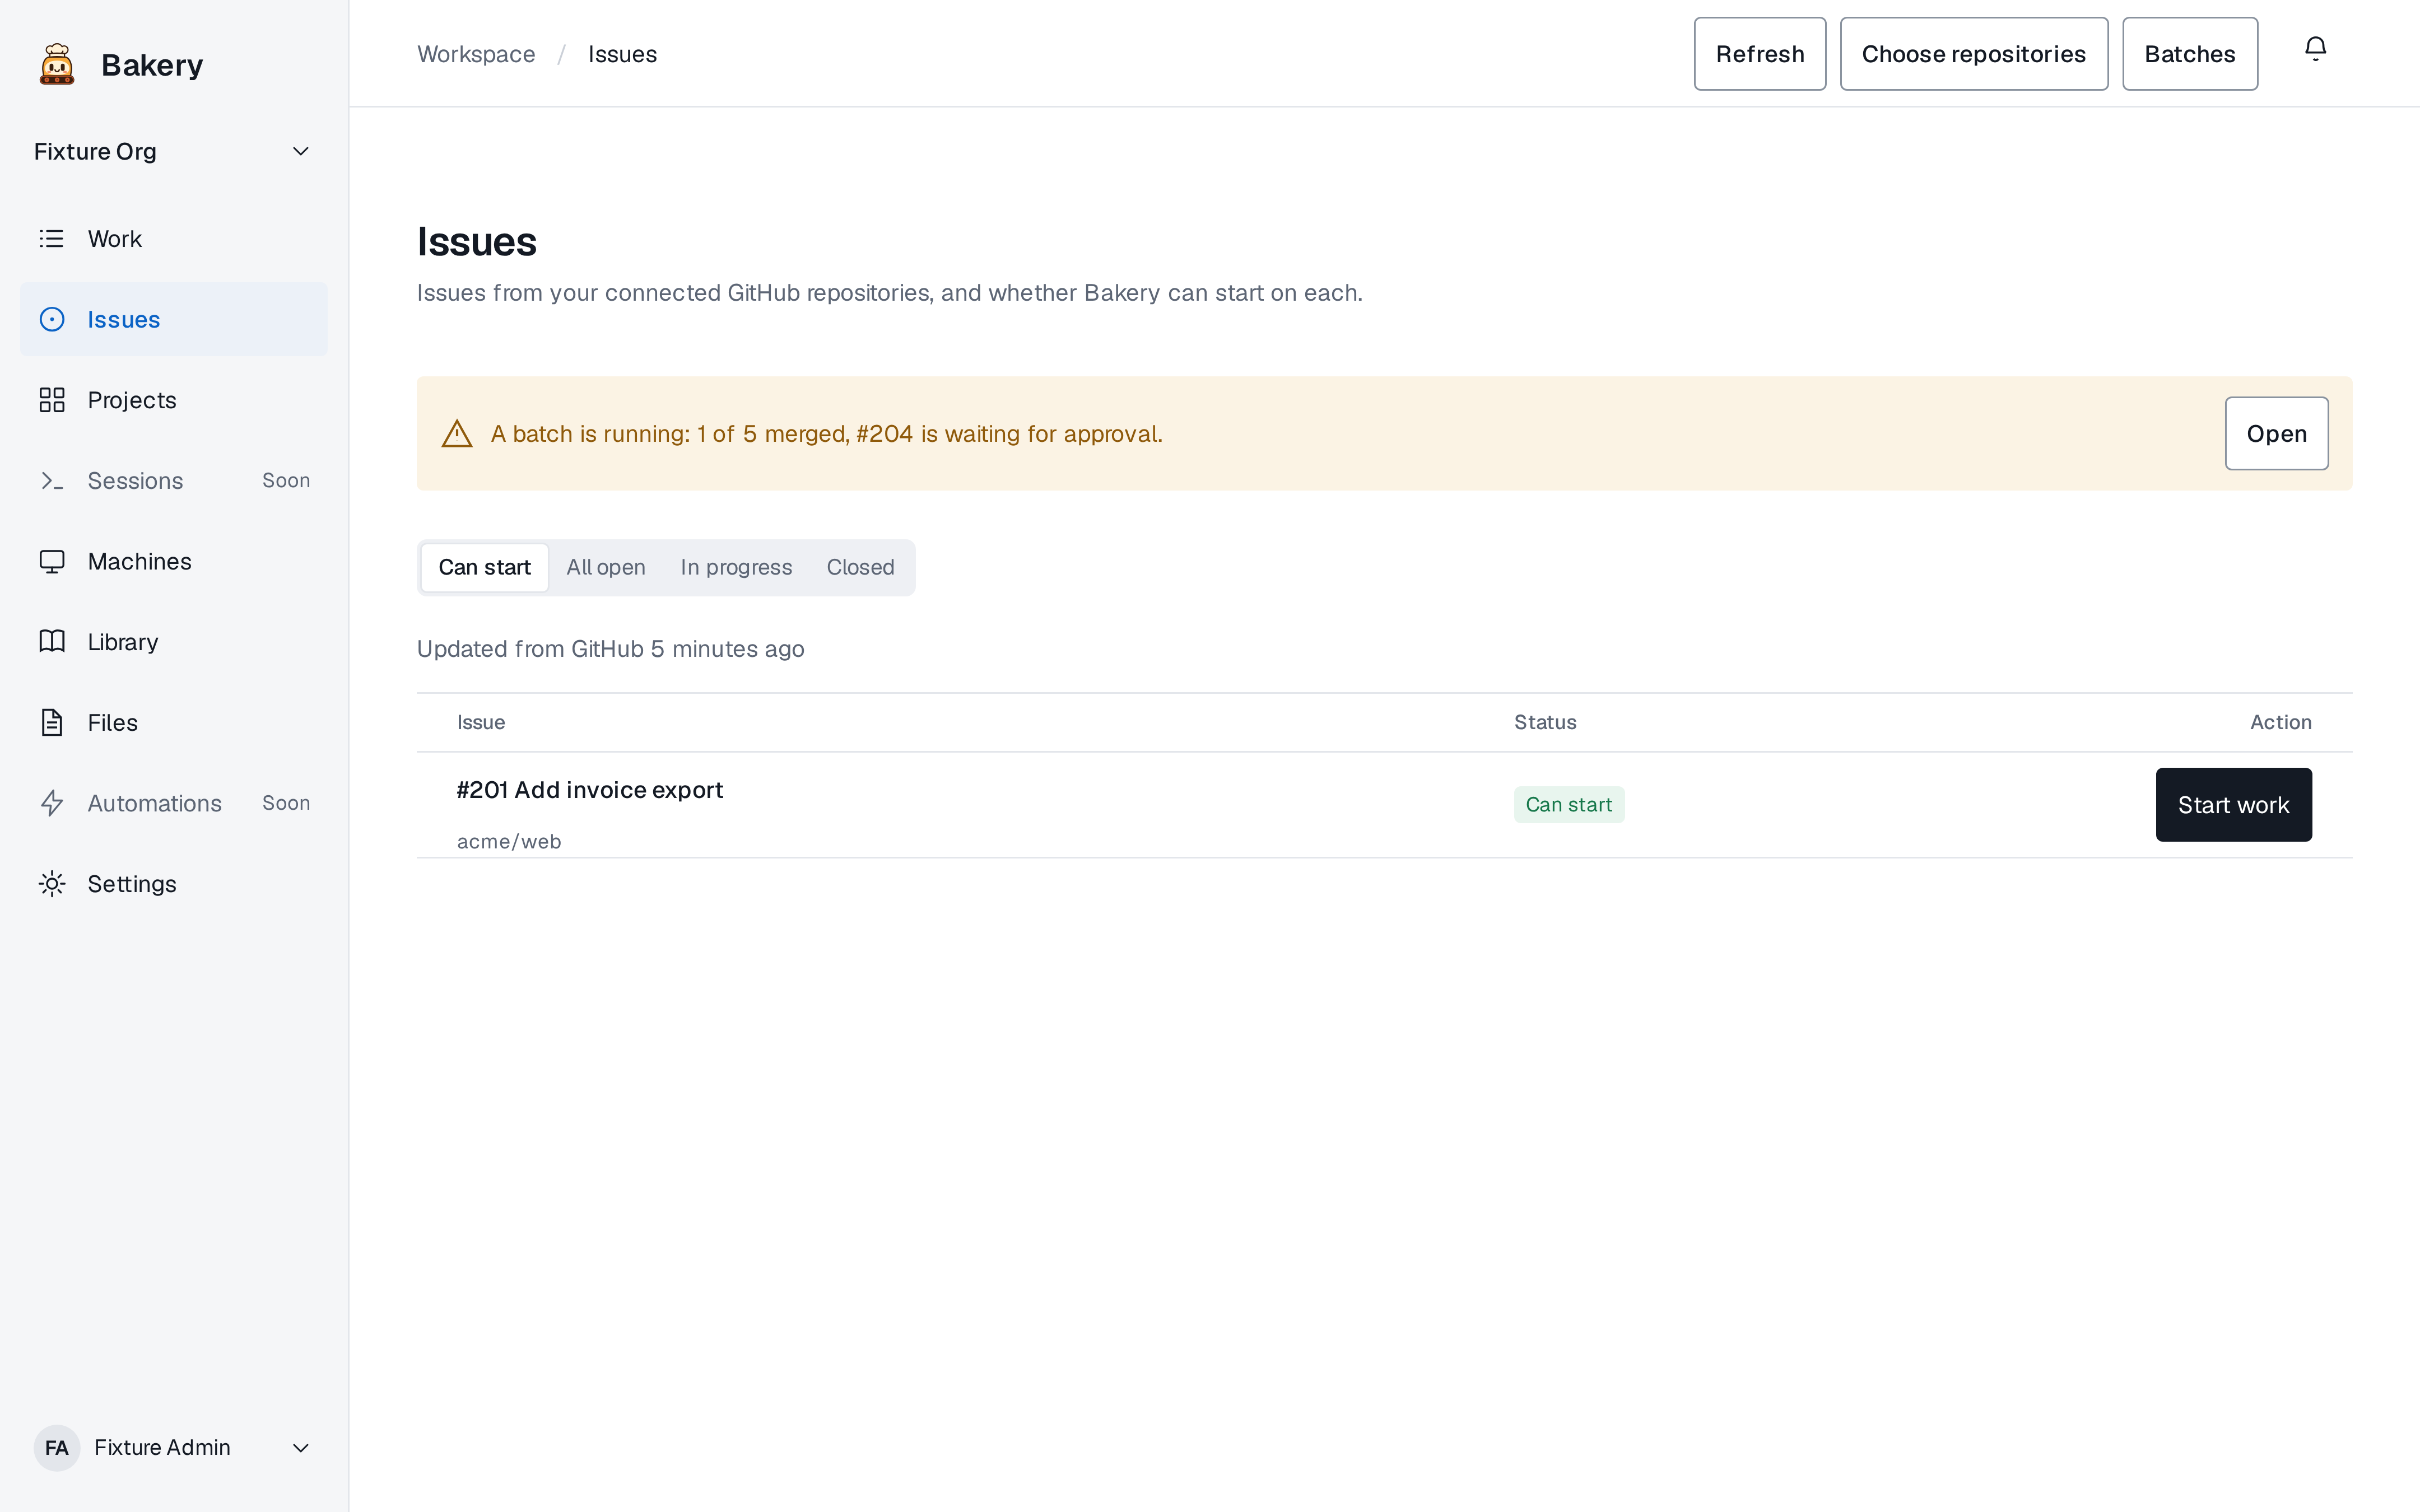 Bakery
Fixture Org
Work
Issues
Projects
Sessions Soon
Machines
Library
Files
Automations Soon
Settings
FA Fixture Admin
Workspace / Issues
Refresh
Choose repositories
Batches
Issues
Issues from your connected GitHub repositories, and whether Bakery can start on each.
A batch is running: 1 of 5 merged, #204 is waiting for approval.
Open
Can start All open In progress Closed
Updated from GitHub 5 minutes ago
Issue Status Action
#201 Add invoice export
acme/web
Can start
Start work